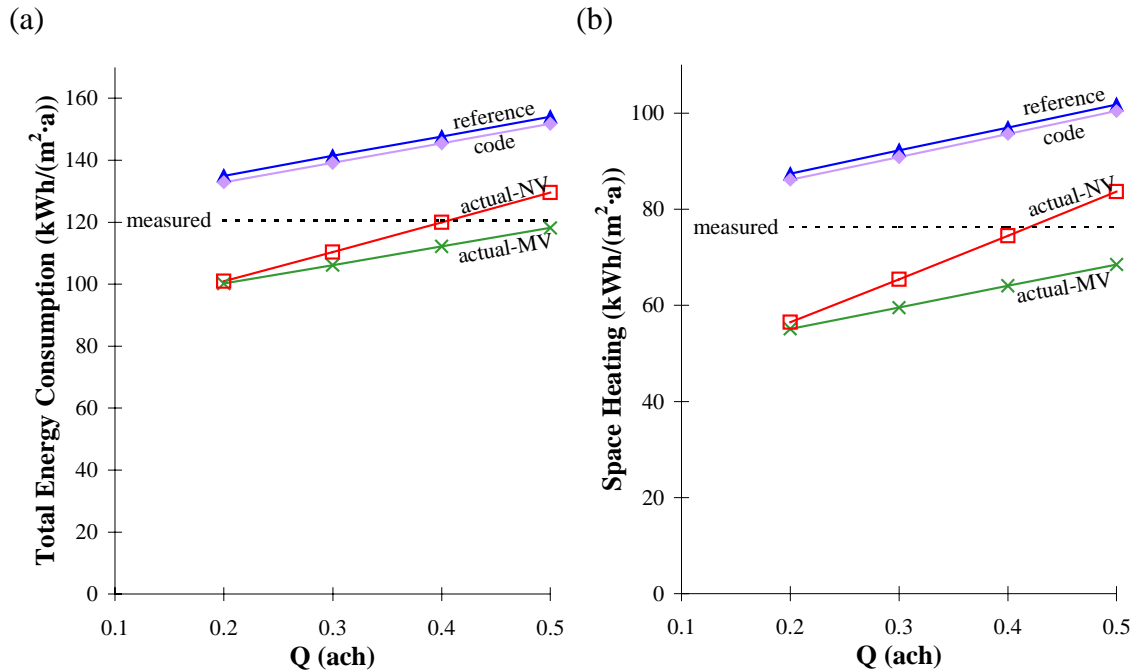 (a)
Total Energy Consumption (kWh/(m²·a))
160
140
120
100
80
60
40
20
0
reference
code
actual-NV
measured
actual-MV
0.1 0.2 0.3 0.4 0.5
Q (ach)
(b)
Space Heating (kWh/(m²·a))
100
80
60
40
20
0
reference
code
actual-NV
measured
actual-MV
0.1 0.2 0.3 0.4 0.5
Q (ach)